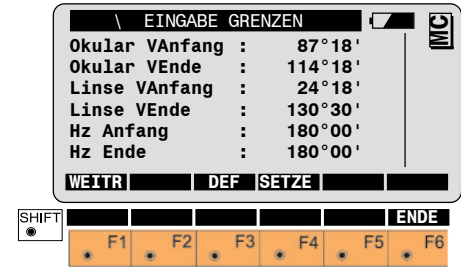 \ EINGABE GRENZEN
MC
Okular VAnfang : 87°18'
Okular VEnde : 114°18'
Linse VAnfang : 24°18'
Linse VEnde : 130°30'
Hz Anfang : 180°00'
Hz Ende : 180°00'
WEITR DEF SETZE
SHIFT ENDE
F1 F2 F3 F4 F5 F6